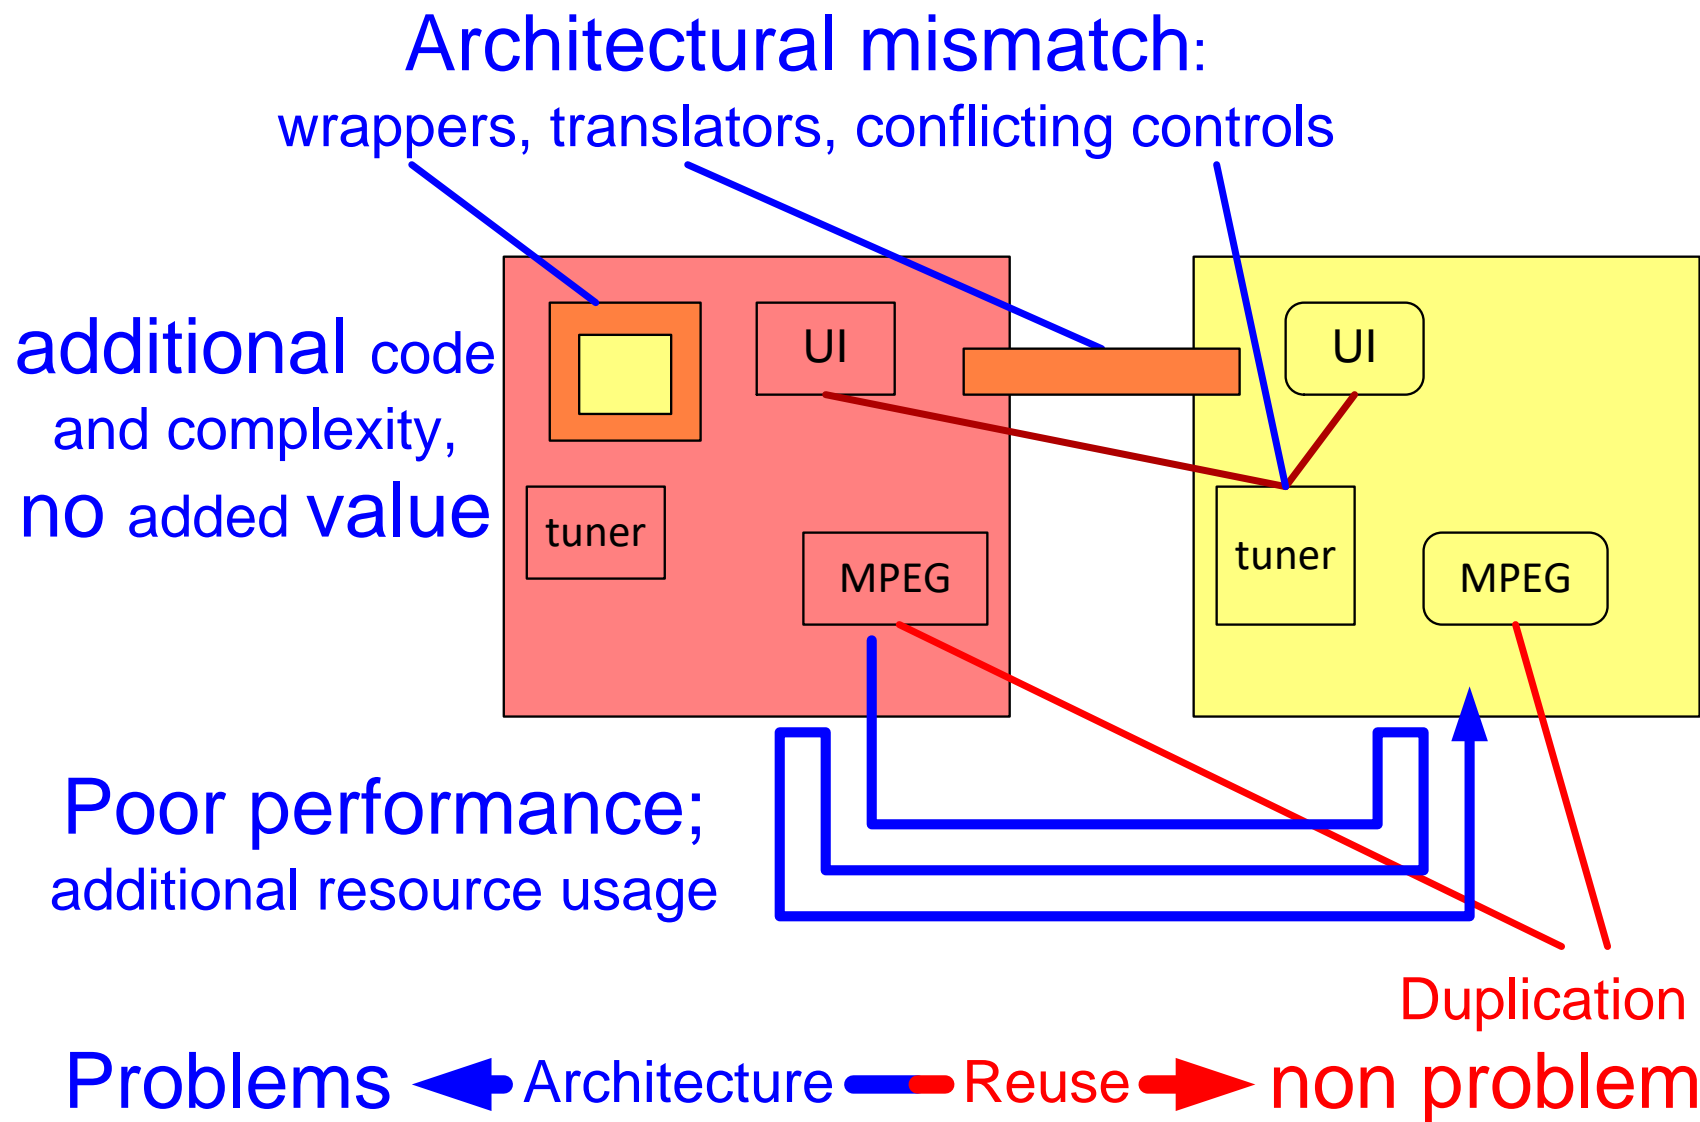 Architectural mismatch:
wrappers, translators, conflicting controls
additional code
and complexity,
no added value
UI
tuner
MPEG
UI
tuner
MPEG
Poor performance;
additional resource usage
Duplication
Problems Architecture Reuse non problem